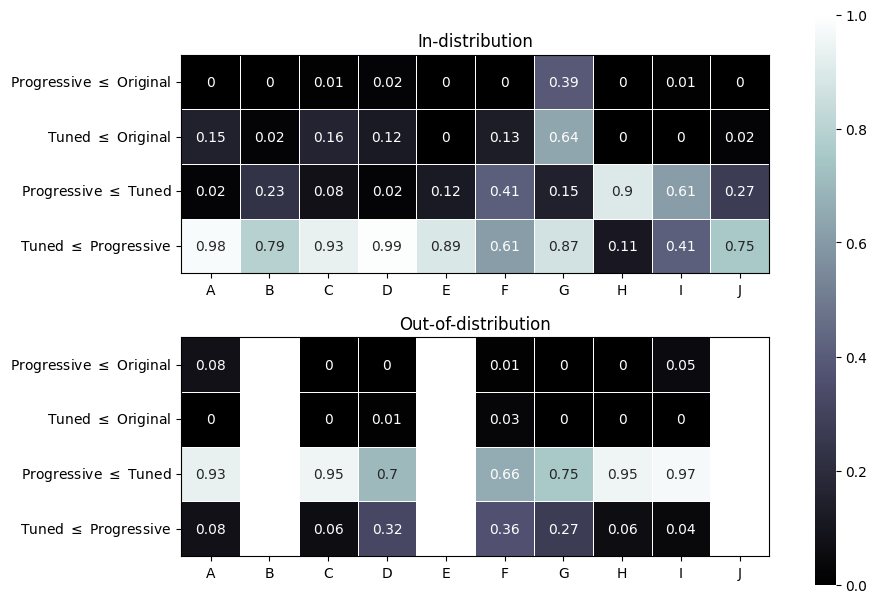 In-distribution
Progressive ≤ Original 0 0 0.01 0.02 0 0 0.39 0 0.01 0
Tuned ≤ Original 0.15 0.02 0.16 0.12 0 0.13 0.64 0 0 0.02
Progressive ≤ Tuned 0.02 0.23 0.08 0.02 0.12 0.41 0.15 0.9 0.61 0.27
Tuned ≤ Progressive 0.98 0.79 0.93 0.99 0.89 0.61 0.87 0.11 0.41 0.75
A B C D E F G H I J
Out-of-distribution
Progressive ≤ Original 0.08 0 0 0.01 0 0 0.05
Tuned ≤ Original 0 0 0.01 0.03 0 0 0
Progressive ≤ Tuned 0.93 0.95 0.7 0.66 0.75 0.95 0.97
Tuned ≤ Progressive 0.08 0.06 0.32 0.36 0.27 0.06 0.04
A B C D E F G H I J
1.0
0.8
0.6
0.4
0.2
0.0